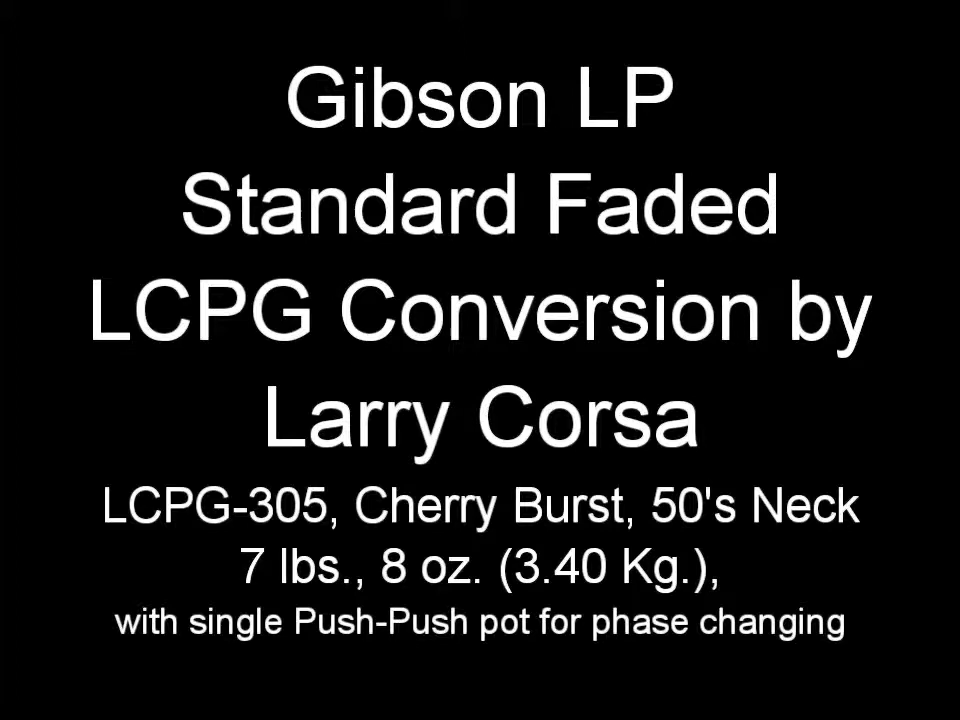 Gibson LP
Standard Faded
LCPG Conversion by
Larry Corsa
LCPG-305, Cherry Burst, 50's Neck
7 lbs., 8 oz. (3.40 Kg.),
with single Push-Push pot for phase changing